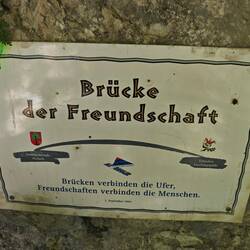 Brücke
der Freundschaft
Brücken verbinden die Ufer,
Freundschaften verbinden die Menschen.